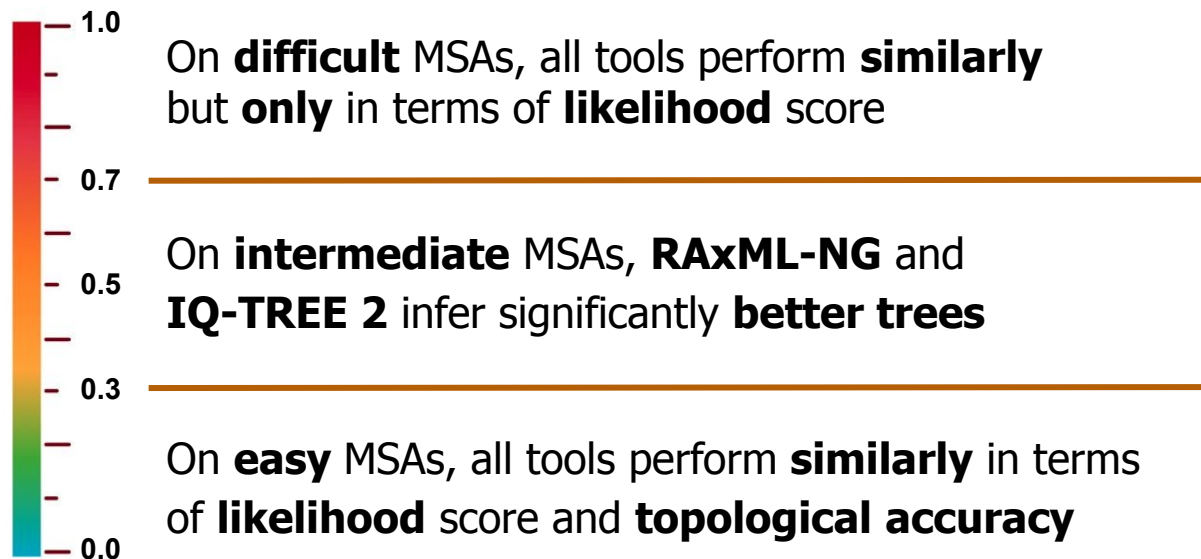 1.0
On difficult MSAs, all tools perform similarly
but only in terms of likelihood score
0.7
On intermediate MSAs, RAxML-NG and
0.5
IQ-TREE 2 infer significantly better trees
0.3
On easy MSAs, all tools perform similarly in terms
of likelihood score and topological accuracy
0.0